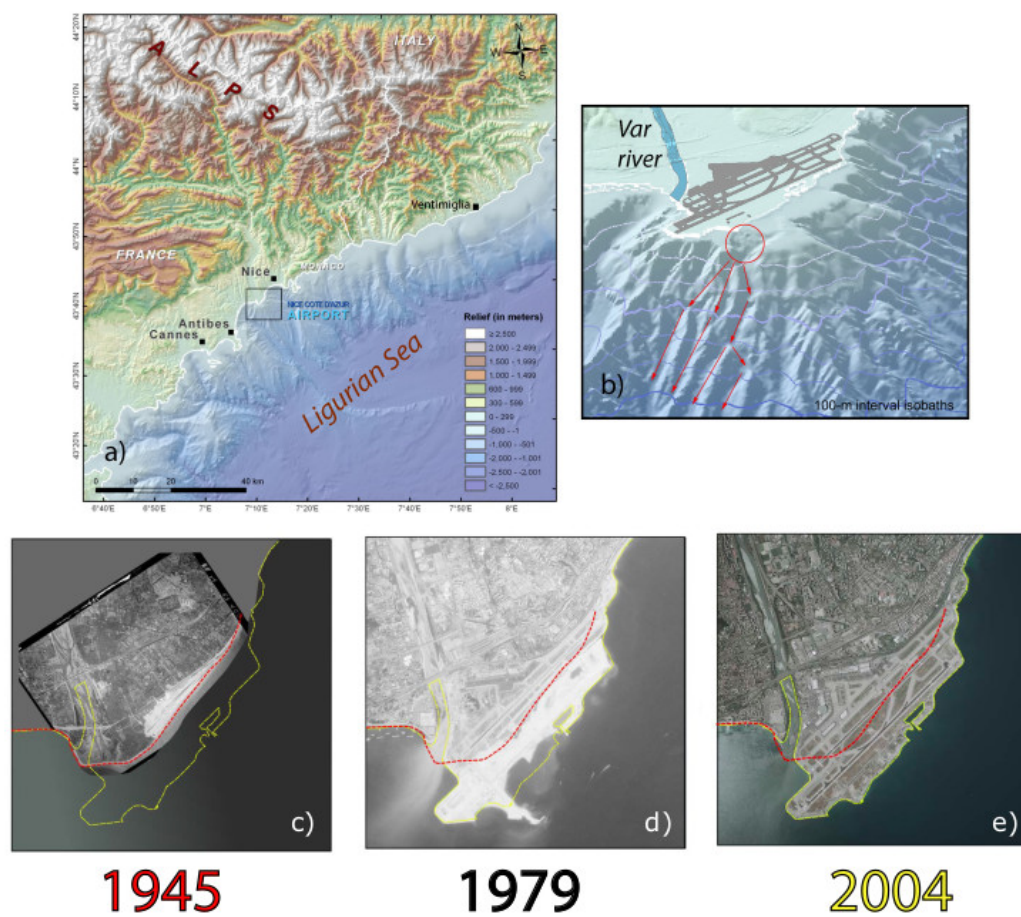 44°20'N
44°10'N
44°N
43°50'N
43°40'N
43°30'N
43°30'N
ALPS
ITALY
N
W E
S
Ventimiglia
FRANCE
MONACO
Nice
NICE COTE D'AZUR
AIRPORT
Antibes
Cannes
Ligurian Sea
Relief (in meters)
≥ 2,500
2,000 - 2,499
1,500 - 1,999
1,000 - 1,499
600 - 999
300 - 599
0 - 299
-500 - -1
-1,000 - -501
-2,000 - -1,001
-2,500 - -2,001
< -2,500
a)
0 10 20 40 km
6°40'E 6°50'E 7°E 7°10'E 7°20'E 7°30'E 7°40'E 7°50'E 8°E
Var
river
b)
100-m interval isobaths
c)
d)
e)
1945
1979
2004